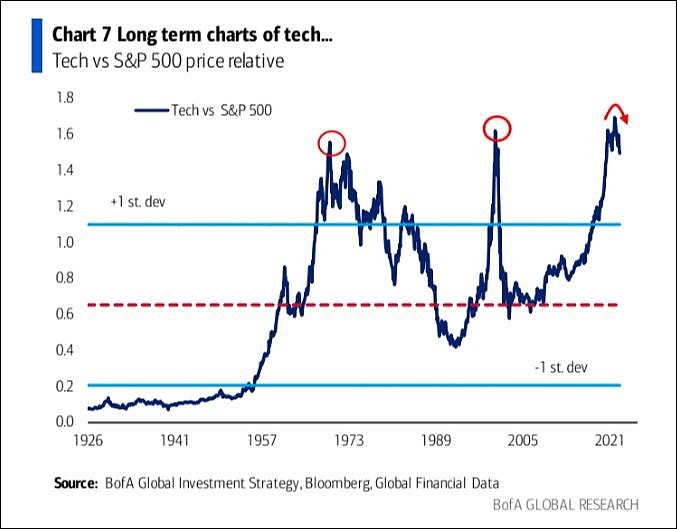 Chart 7 Long term charts of tech...
Tech vs S&P 500 price relative
1.8
1.6
1.4
1.2
1.0
0.8
0.6
0.4
0.2
0.0
Tech vs S&P 500
+1 st. dev
-1 st. dev
1926 1941 1957 1973 1989 2005 2021
Source: BofA Global Investment Strategy, Bloomberg, Global Financial Data
BofA GLOBAL RESEARCH